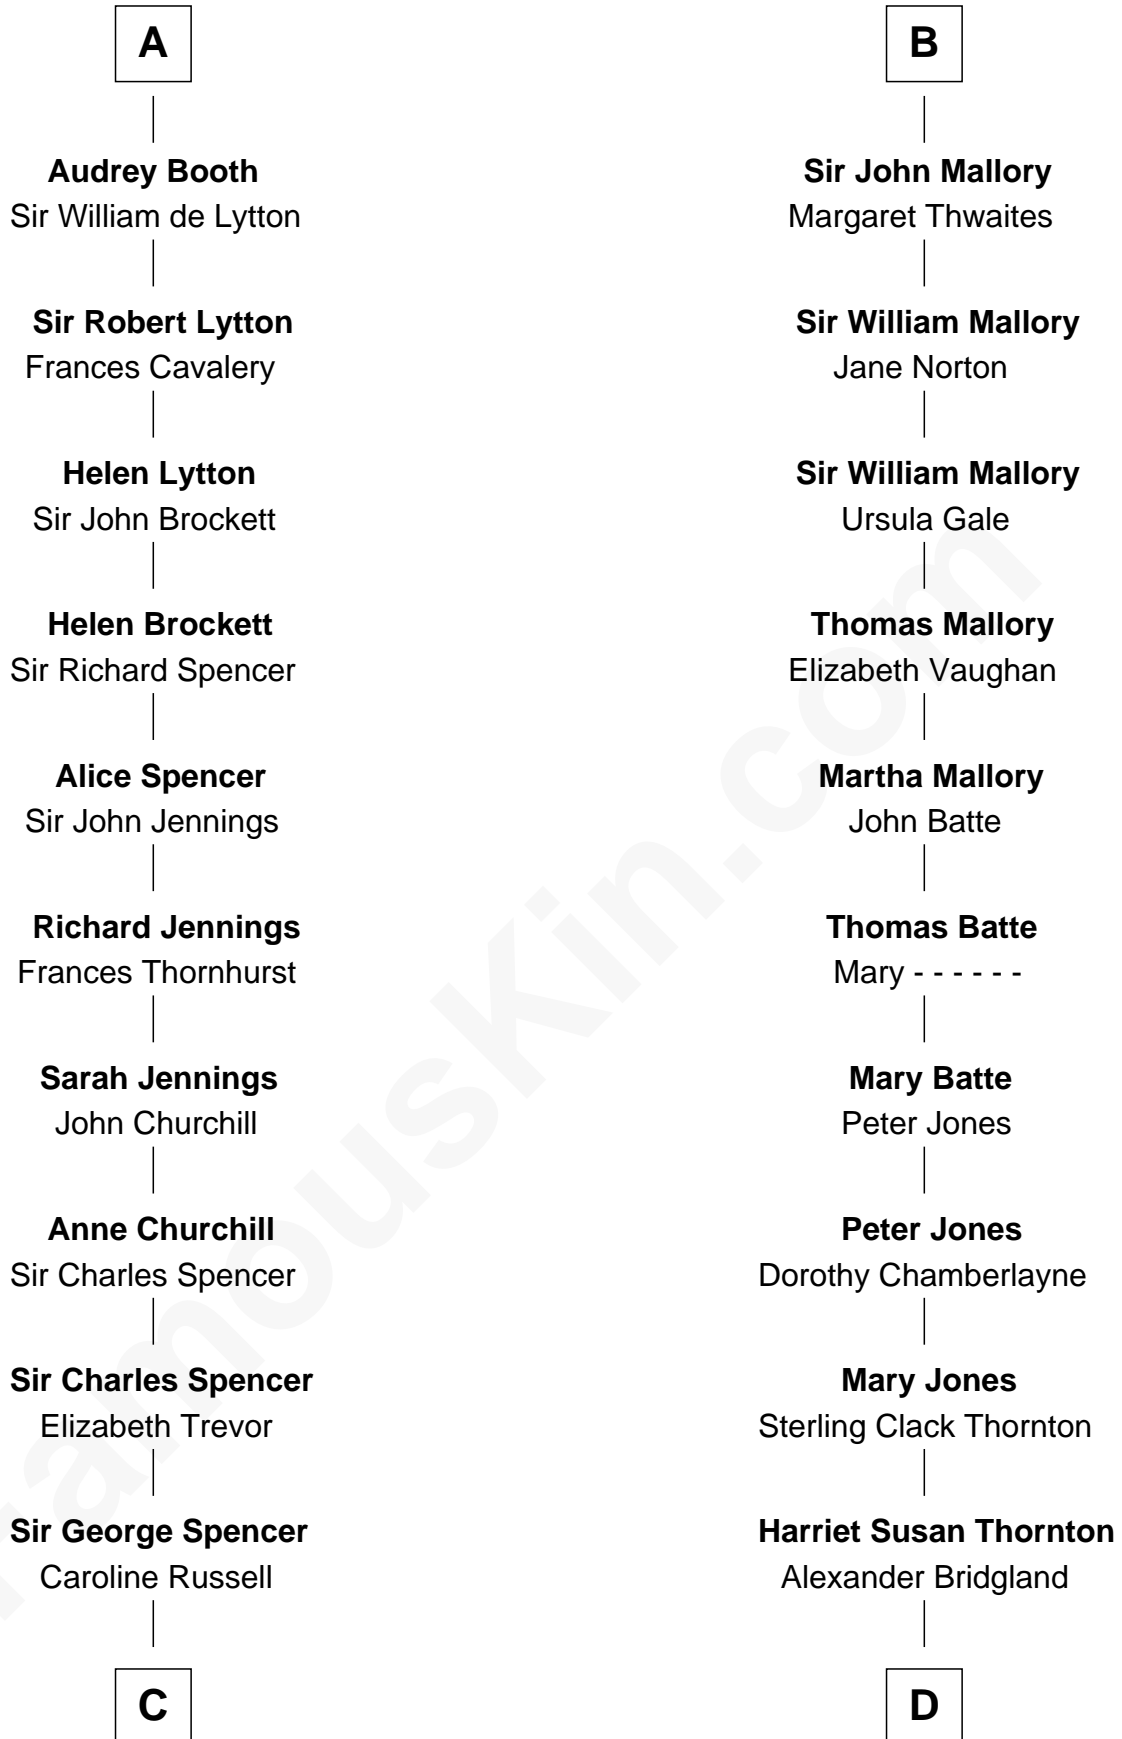 A
Audrey Booth
Sir William de Lytton
Sir Robert Lytton
Frances Cavalery
Helen Lytton
Sir John Brockett
Helen Brockett
Sir Richard Spencer
Alice Spencer
Sir John Jennings
Richard Jennings
Frances Thornhurst
Sarah Jennings
John Churchill
Anne Churchill
Sir Charles Spencer
Sir Charles Spencer
Elizabeth Trevor
Sir George Spencer
Caroline Russell
C
B
Sir John Mallory
Margaret Thwaites
Sir William Mallory
Jane Norton
Sir William Mallory
Ursula Gale
Thomas Mallory
Elizabeth Vaughan
Martha Mallory
John Batte
Thomas Batte
Mary - - - - - -
Mary Batte
Peter Jones
Peter Jones
Dorothy Chamberlayne
Mary Jones
Sterling Clack Thornton
Harriet Susan Thornton
Alexander Bridgland
D
FamousKin.com